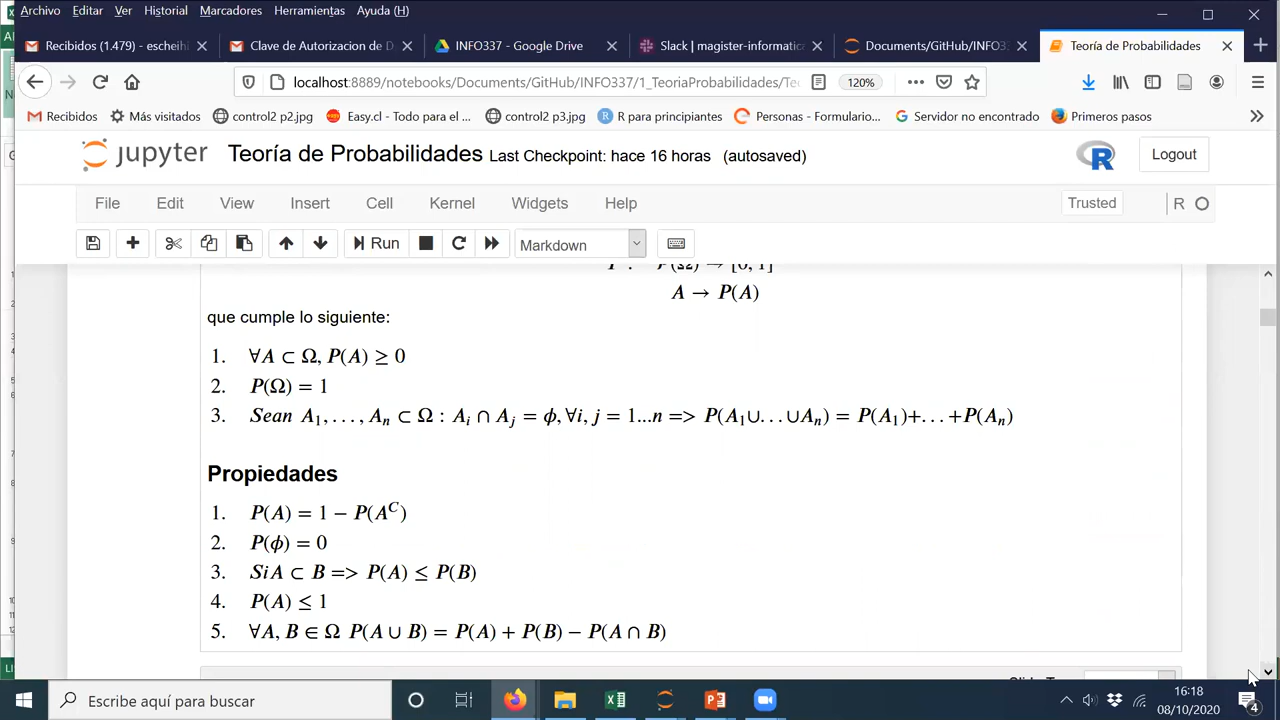 Archivo Editar Ver Historial Marcadores Herramientas Ayuda (H)
Recibidos (1.479) - escheih Clave de Autorización de D INFO337 - Google Drive Slack | magister-informatic Documents/GitHub/INFO33 Teoría de Probabilidades
localhost:8889/notebooks/Documents/GitHub/INFO337/1_TeoriaProbabilidades/Te 120%
Recibidos Más visitados control2 p2.jpg Easy.cl - Todo para el ... control2 p3.jpg R para principiantes Personas - Formulario... Servidor no encontrado Primeros pasos
jupyter Teoría de Probabilidades Last Checkpoint: hace 16 horas (autosaved) R Logout
File Edit View Insert Cell Kernel Widgets Help Trusted R
Run Markdown
P : P(Ω) → [0, 1]
A → P(A)
que cumple lo siguiente:
1. ∀A ⊂ Ω, P(A) ≥ 0
2. P(Ω) = 1
3. Sean A₁, . . . , Aₙ ⊂ Ω : Aᵢ ∩ Aⱼ = ϕ, ∀i, j = 1...n => P(A₁∪. . . ∪Aₙ) = P(A₁)+. . . +P(Aₙ)
Propiedades
1. P(A) = 1 − P(Aᶜ)
2. P(ϕ) = 0
3. SiA ⊂ B => P(A) ≤ P(B)
4. P(A) ≤ 1
5. ∀A, B ∈ Ω P(A ∪ B) = P(A) + P(B) − P(A ∩ B)
Escribe aquí para buscar
16:18
08/10/2020
4